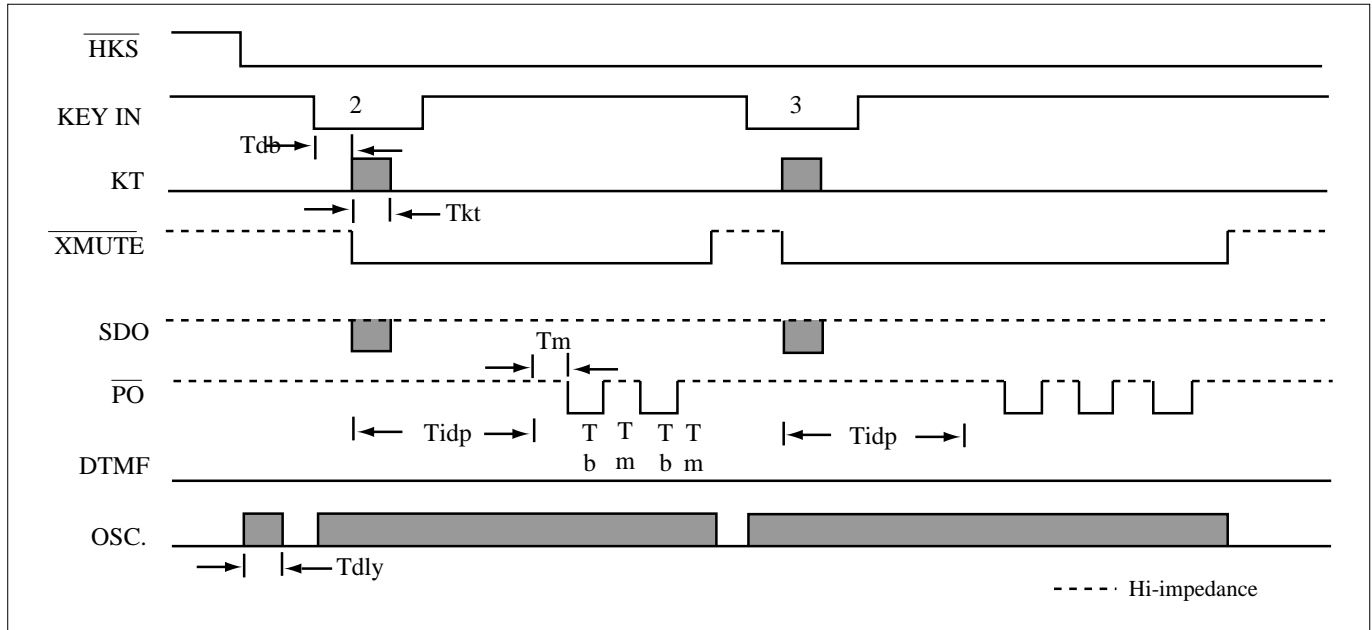 HKS
KEY IN
2
3
Tdb
KT
Tkt
XMUTE
SDO
Tm
PO
Tidp
T
b
T
m
T
b
T
m
Tidp
DTMF
OSC.
Tdly
Hi-impedance